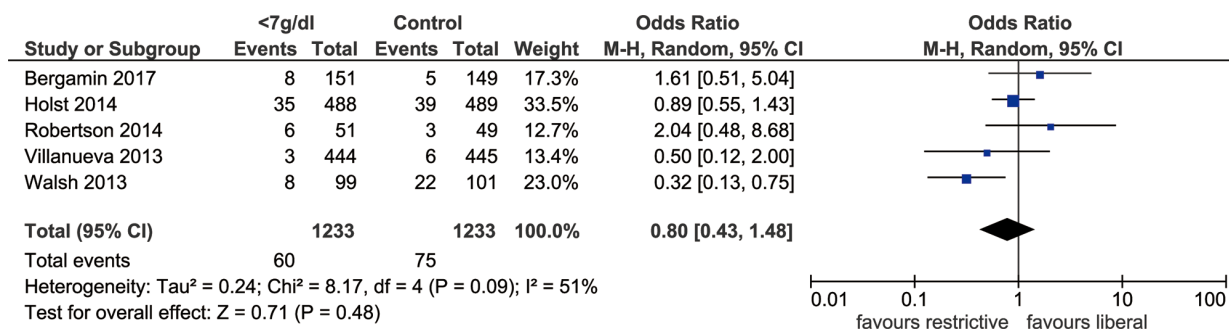 <7g/dl Control Odds Ratio Odds Ratio
Study or Subgroup Events Total Events Total Weight M-H, Random, 95% CI M-H, Random, 95% CI
Bergamin 2017 8 151 5 149 17.3% 1.61 [0.51, 5.04]
Holst 2014 35 488 39 489 33.5% 0.89 [0.55, 1.43]
Robertson 2014 6 51 3 49 12.7% 2.04 [0.48, 8.68]
Villanueva 2013 3 444 6 445 13.4% 0.50 [0.12, 2.00]
Walsh 2013 8 99 22 101 23.0% 0.32 [0.13, 0.75]
Total (95% CI) 1233 1233 100.0% 0.80 [0.43, 1.48]
Total events 60 75
Heterogeneity: Tau² = 0.24; Chi² = 8.17, df = 4 (P = 0.09); I² = 51%
Test for overall effect: Z = 0.71 (P = 0.48)
0.01 0.1 1 10 100
favours restrictive favours liberal